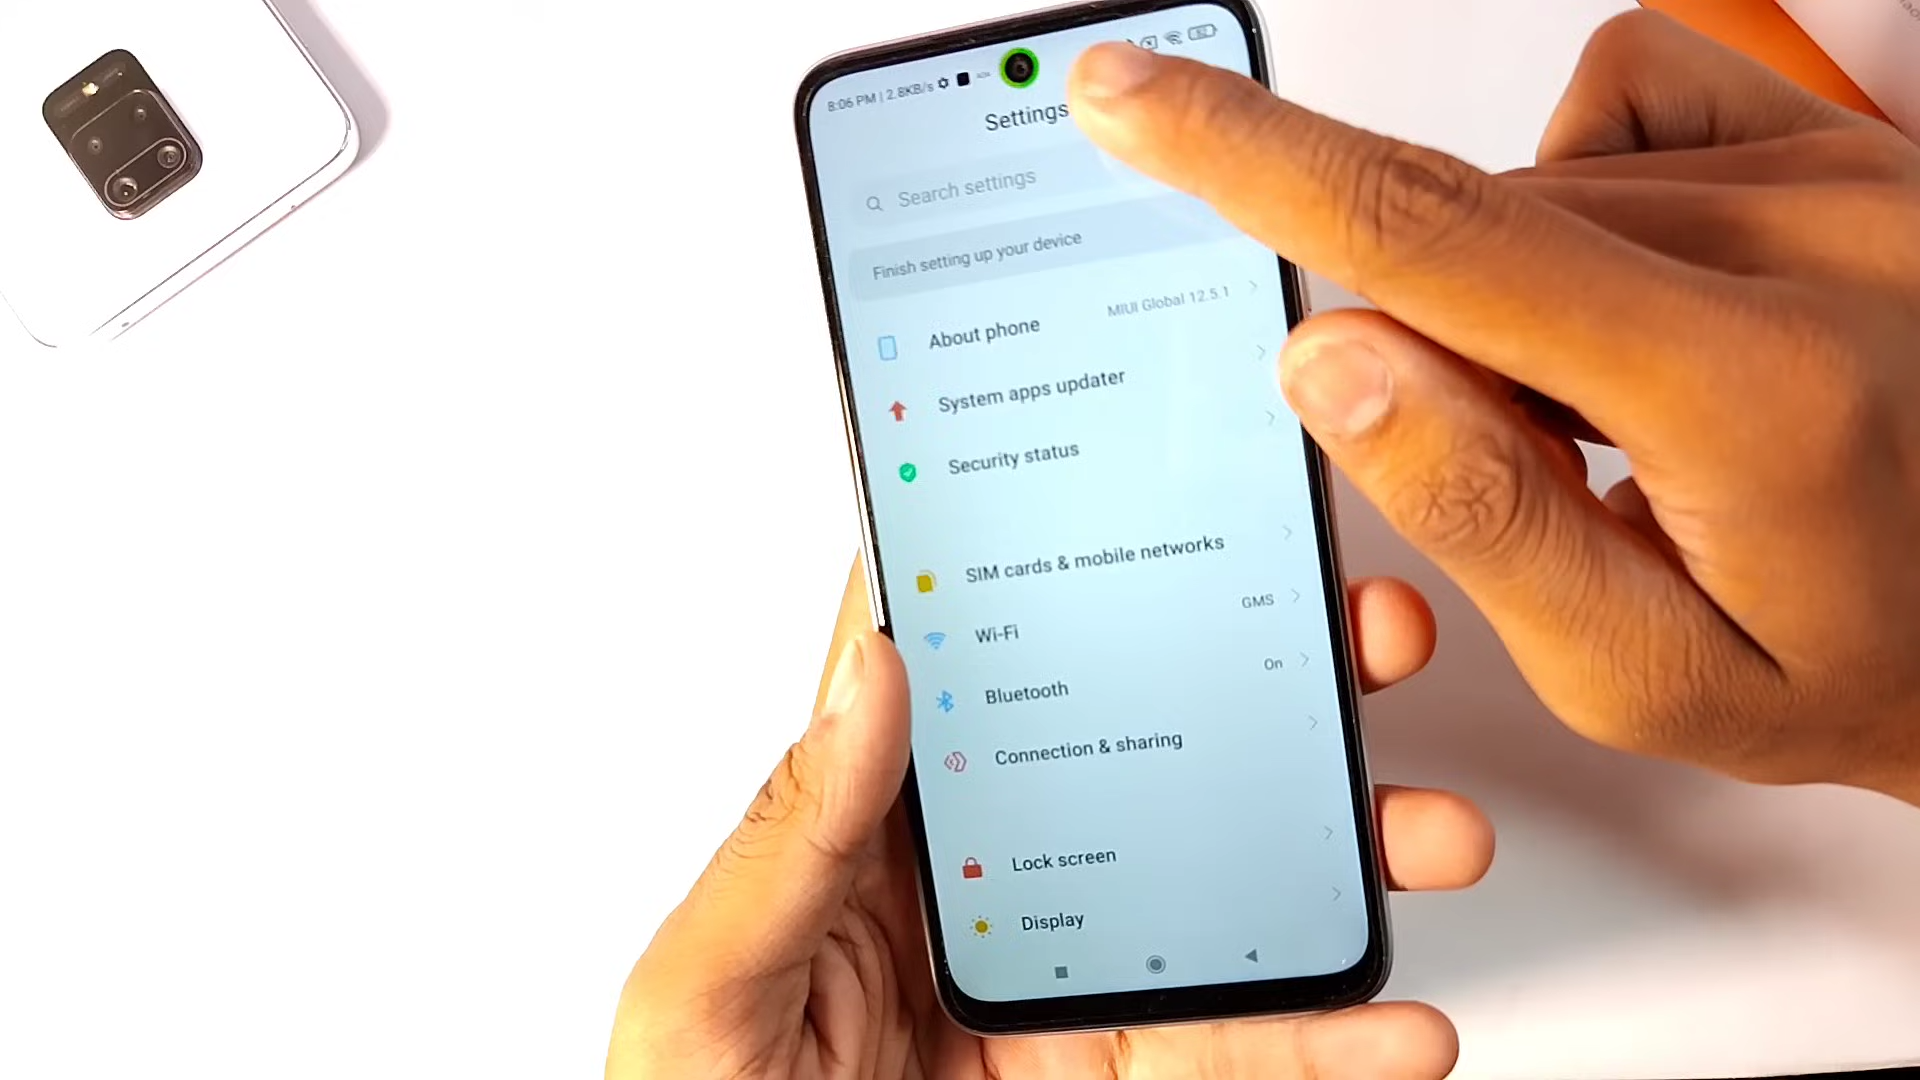 8:06 PM | 2.8KB/s
Settings
Search settings
Finish setting up your device
About phone MIUI Global 12.5.1
System apps updater
Security status
SIM cards & mobile networks
Wi-Fi GMS
Bluetooth On
Connection & sharing
Lock screen
Display